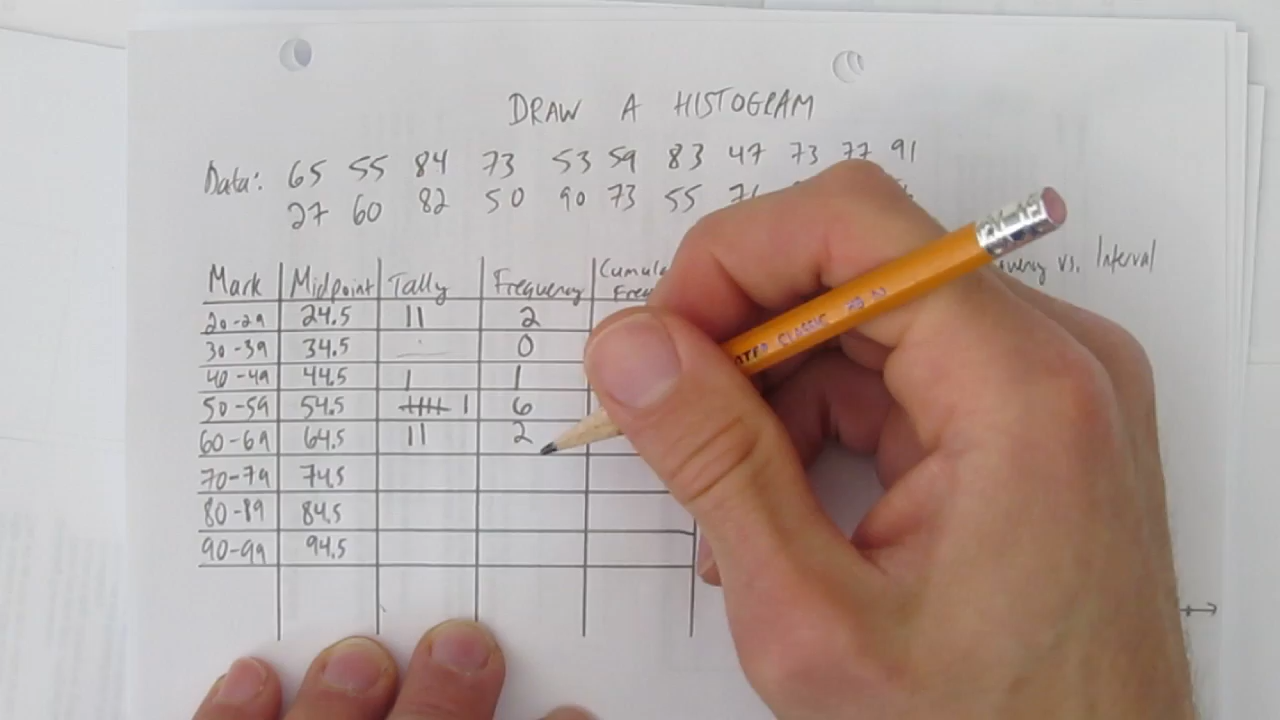 DRAW A HISTOGRAM
Data: 65 55 84 73 53 59 83 47 73 77 91
27 60 82 50 90 73 55
Mark Midpoint Tally Frequency vs. Interval
20-29 24.5 || 2
30-39 34.5 0
40-49 44.5 | 1
50-59 54.5 |||| | 6
60-69 64.5 || 2
70-79 74.5
80-89 84.5
90-99 94.5
CLASSIC